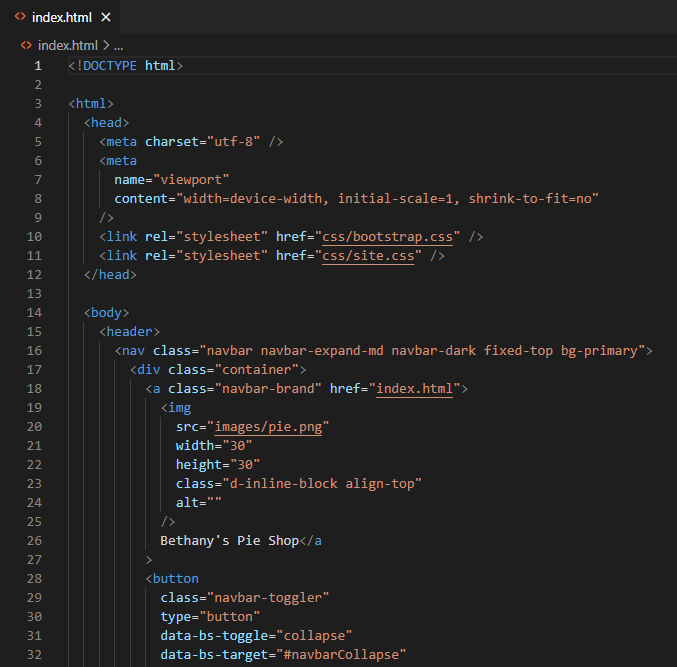 index.html
index.html > ...
1 <!DOCTYPE html>
2
3 <html>
4   <head>
5     <meta charset="utf-8" />
6     <meta
7       name="viewport"
8       content="width=device-width, initial-scale=1, shrink-to-fit=no"
9     />
10     <link rel="stylesheet" href="css/bootstrap.css" />
11     <link rel="stylesheet" href="css/site.css" />
12   </head>
13
14   <body>
15     <header>
16       <nav class="navbar navbar-expand-md navbar-dark fixed-top bg-primary">
17         <div class="container">
18           <a class="navbar-brand" href="index.html">
19             <img
20               src="images/pie.png"
21               width="30"
22               height="30"
23               class="d-inline-block align-top"
24               alt=""
25             />
26             Bethany's Pie Shop</a
27           >
28           <button
29             class="navbar-toggler"
30             type="button"
31             data-bs-toggle="collapse"
32             data-bs-target="#navbarCollapse"